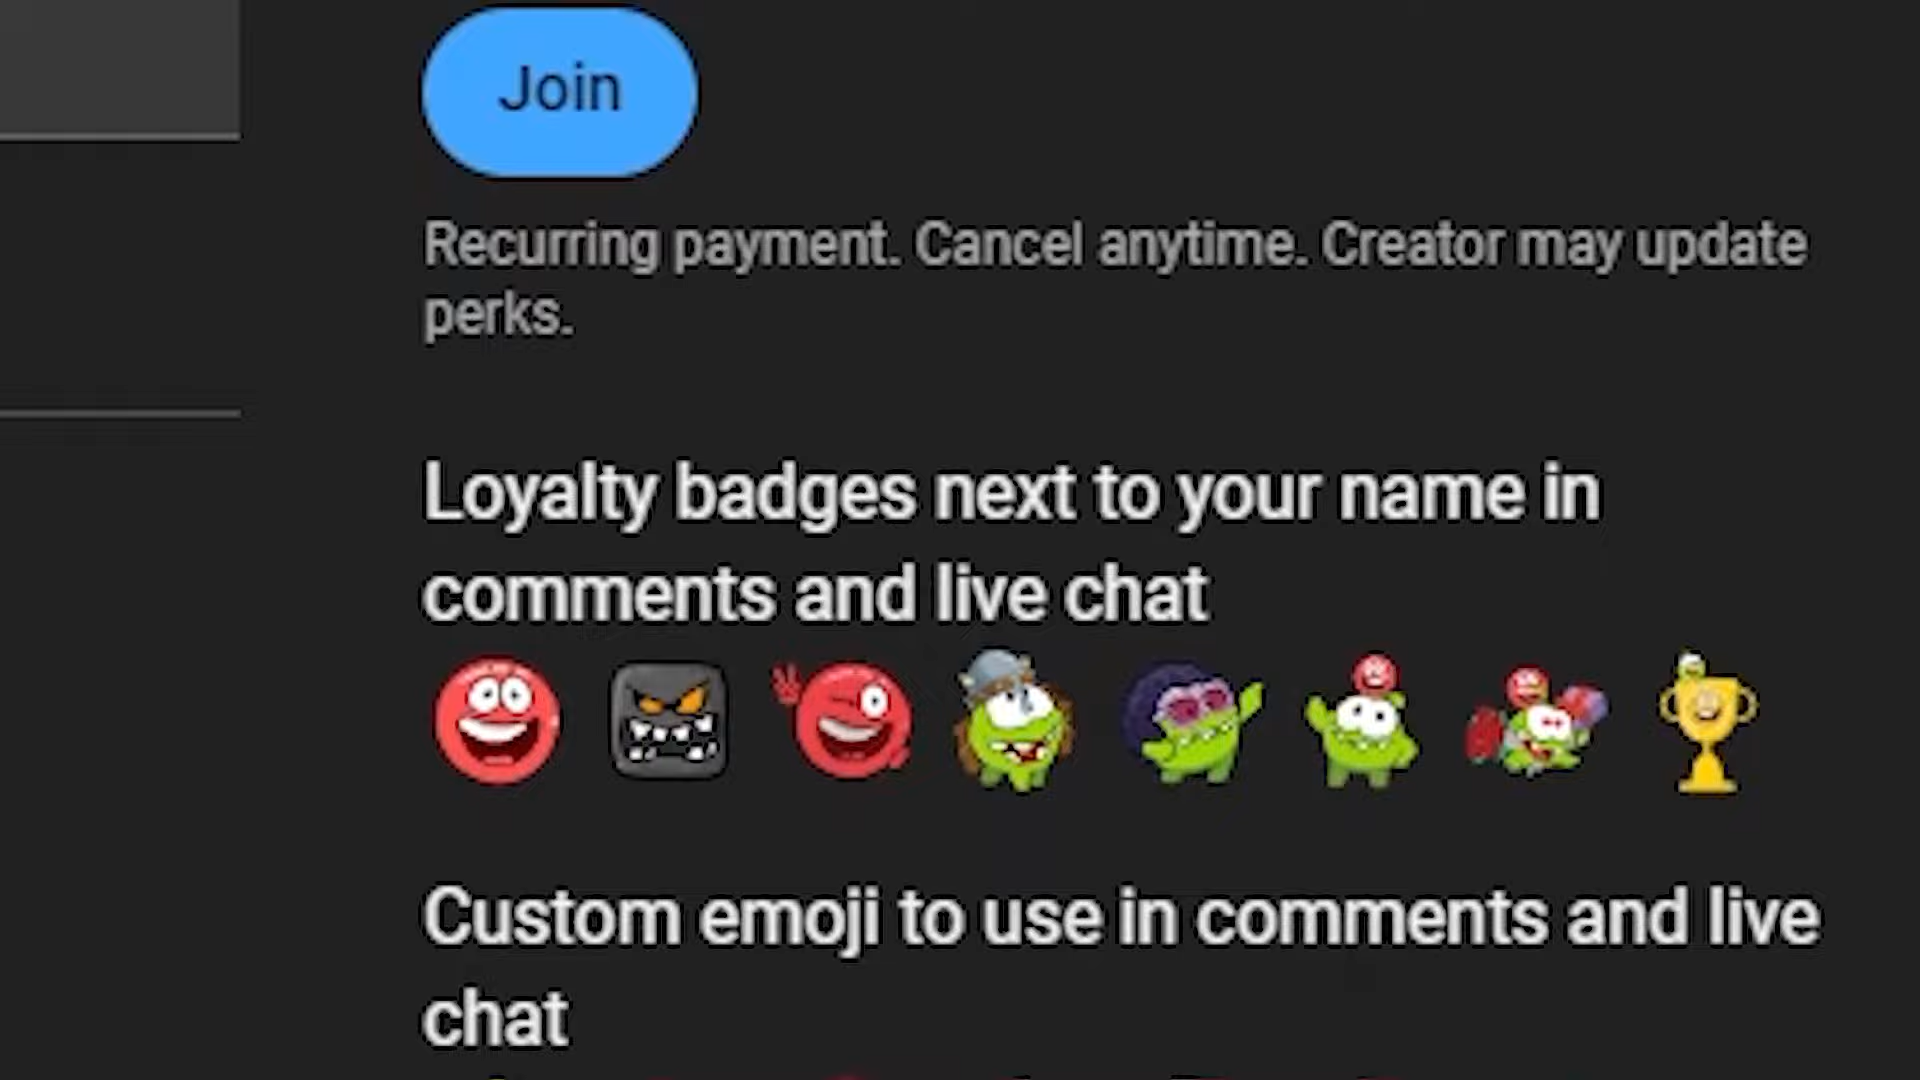 Join
Recurring payment. Cancel anytime. Creator may update
perks.
Loyalty badges next to your name in
comments and live chat
Custom emoji to use in comments and live
chat